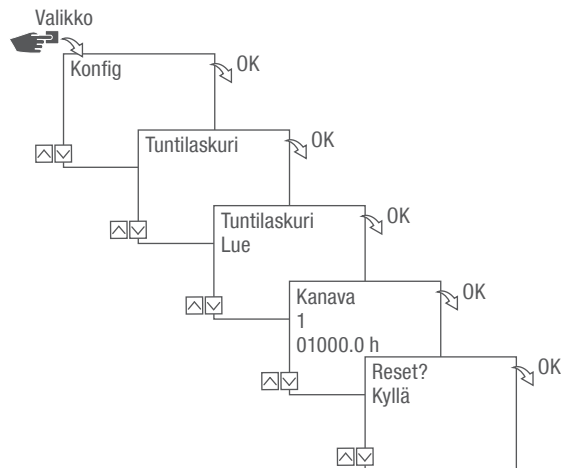 Valikko
Konfig
OK
Tuntilaskuri
OK
Tuntilaskuri
Lue
OK
Kanava
1
01000.0 h
OK
Reset?
Kyllä
OK